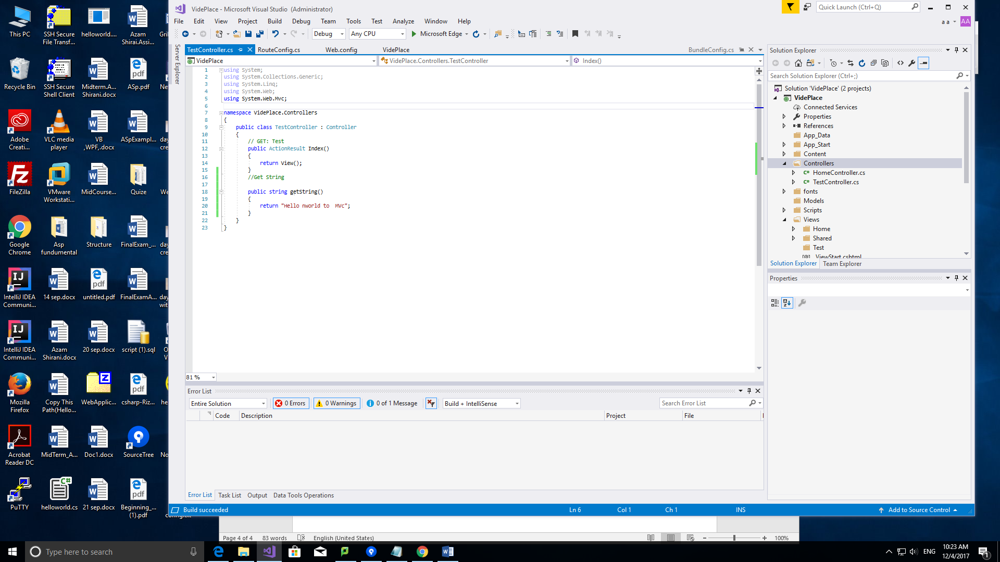 This PC
SSH Secure
File Transf...
helloworld....
Azam
Shirai.Assi...
Recycle Bin
SSH Secure
Shell Client
Midterm.A...
Shirani.docx
ASp.pdf
Adobe
Creati...
VLC media
player
VB
,WPF,.docx
ASpExampl...
FileZilla
VMware
Workstati...
MidCourse...
Quize
Google
Chrome
Asp
fundumental
Structure
FinalExam_...
IntelliJ IDEA
Communi...
14 sep.docx
untitled.pdf
FinalExamA...
IntelliJ IDEA
Communi...
Azam
Shirani.docx
20 sep.docx
script (1).sql
Mozilla
Firefox
Copy This
Path(Hello...
WebApplic...
csharp-Riz...
Acrobat
Reader DC
MidTerm_A...
Doc1.docx
SourceTree
PuTTY
helloworld.cs
21 sep.docx
Beginning_...
(1).pdf
VidePlace - Microsoft Visual Studio (Administrator)
Quick Launch (Ctrl+Q)
File Edit View Project Build Debug Team Tools Test Analyze Window Help
a a AA
Debug Any CPU Microsoft Edge
Server Explorer
TestController.cs RouteConfig.cs Web.config VidePlace BundleConfig.cs
VidePlace VidePlace.Controllers.TestController Index()
1 using System;
2 using System.Collections.Generic;
3 using System.Linq;
4 using System.Web;
5 using System.Web.Mvc;
6
7 namespace VidePlace.Controllers
8 {
9 public class TestController : Controller
10 {
11 // GET: Test
12 public ActionResult Index()
13 {
14 return View();
15 }
16 //Get String
17
18 public string getString()
19 {
20 return "Hello nworld to  MVc";
21 }
22 }
23 }
81 %
Error List
Entire Solution 0 Errors 0 Warnings 0 of 1 Message Build + IntelliSense Search Error List
Code Description Project File
Error List Task List Output Data Tools Operations
Build succeeded Ln 6 Col 1 Ch 1 INS Add to Source Control
Solution Explorer
Search Solution Explorer (Ctrl+;)
Solution 'VidePlace' (2 projects)
VidePlace
Connected Services
Properties
References
App_Data
App_Start
Content
Controllers
HomeController.cs
TestController.cs
fonts
Models
Scripts
Views
Home
Shared
Test
_ViewStart.cshtml
Solution Explorer Team Explorer
Properties
Page 4 of 4 83 words English (United States) 100%
Type here to search
ENG
10:23 AM
12/4/2017
1